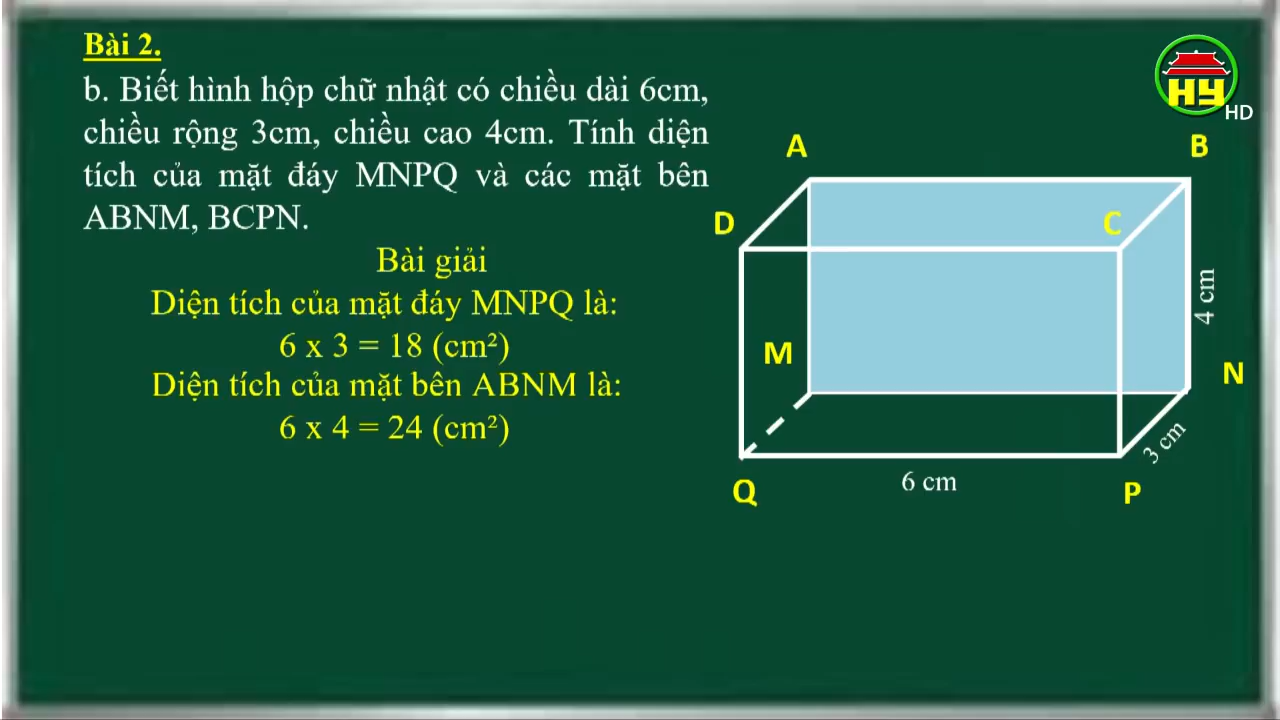 Bài 2.
b. Biết hình hộp chữ nhật có chiều dài 6cm,
chiều rộng 3cm, chiều cao 4cm. Tính diện
tích của mặt đáy MNPQ và các mặt bên
ABNM, BCPN.
Bài giải
Diện tích của mặt đáy MNPQ là:
6 x 3 = 18 (cm²)
Diện tích của mặt bên ABNM là:
6 x 4 = 24 (cm²)
HY
HD
A
B
D
C
4 cm
M
N
3 cm
6 cm
Q
P